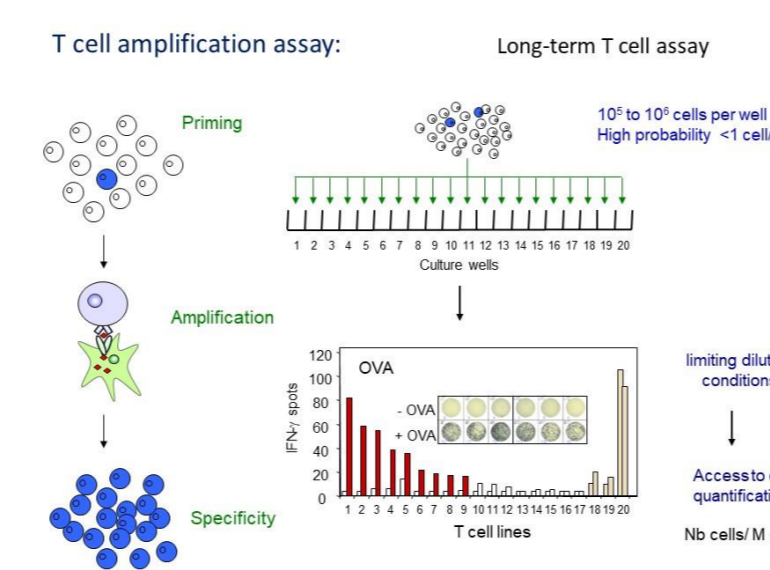 T cell amplification assay:
Long-term T cell assay
Priming
10⁵ to 10⁶ cells per well
High probability <1 cell/
1 2 3 4 5 6 7 8 9 10 11 12 13 14 15 16 17 18 19 20
Culture wells
Amplification
120
100
80
60
40
20
0
IFN-γ spots
OVA
- OVA
+ OVA
1 2 3 4 5 6 7 8 9 10 11 12 13 14 15 16 17 18 19 20
T cell lines
limiting dilut
conditions
Access to
quantificati
Nb cells/ M
Specificity